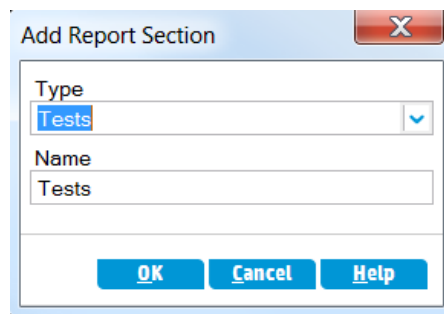 Add Report Section
Type
Tests
Name
Tests
OK Cancel Help